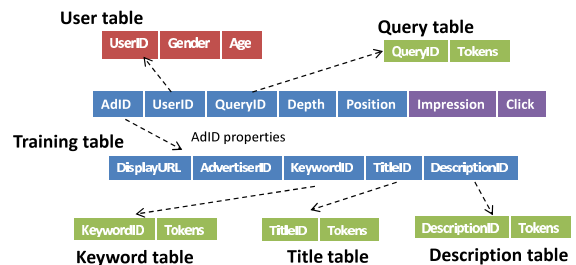 User table
Query table
UserID Gender Age
QueryID Tokens
AdID UserID QueryID Depth Position Impression Click
Training table
AdID properties
DisplayURL AdvertiserID KeywordID TitleID DescriptionID
KeywordID Tokens
TitleID Tokens
DescriptionID Tokens
Keyword table
Title table
Description table